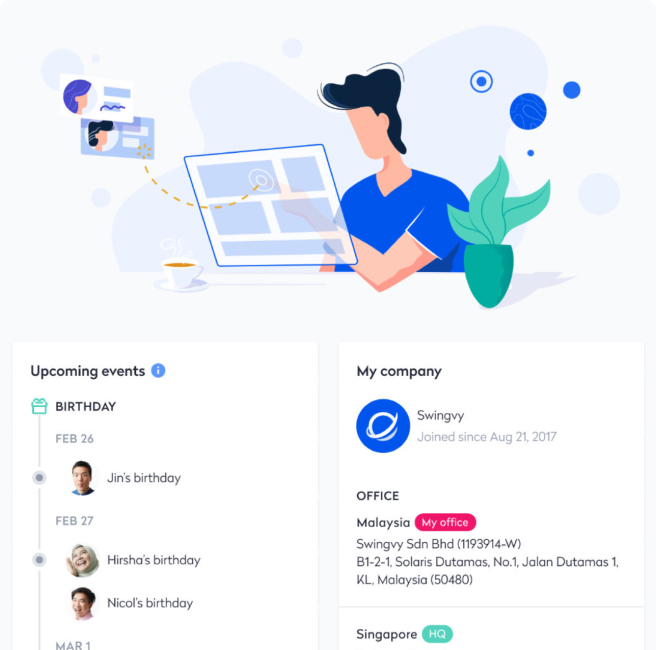 Upcoming events
BIRTHDAY
FEB 26
Jin's birthday
FEB 27
Hirsha's birthday
Nicol's birthday
MAR 1
My company
Swingvy
Joined since Aug 21, 2017
OFFICE
Malaysia My office
Swingvy Sdn Bhd (1193914-W)
B1-2-1, Solaris Dutamas, No.1, Jalan Dutamas 1,
KL, Malaysia (50480)
Singapore HQ